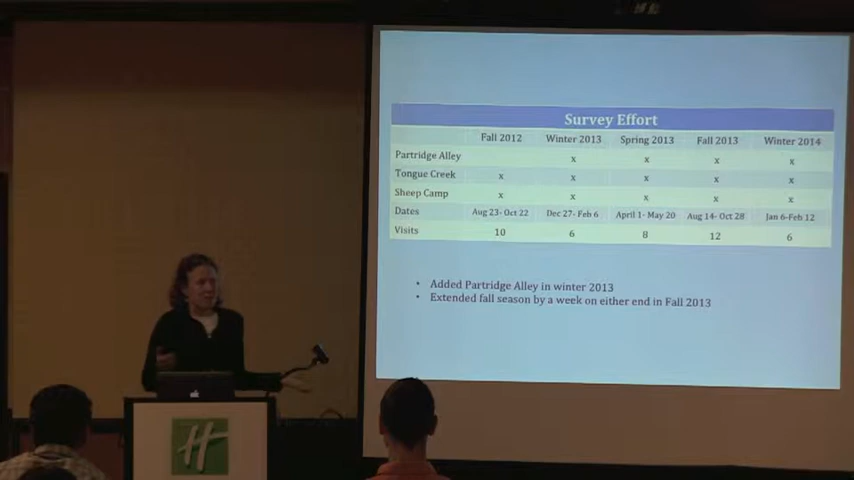 Survey Effort
Fall 2012 Winter 2013 Spring 2013 Fall 2013 Winter 2014
Partridge Alley x x x x
Tongue Creek x x x x x
Sheep Camp x x x x x
Dates Aug 23- Oct 22 Dec 27- Feb 6 April 1- May 20 Aug 14- Oct 28 Jan 6-Feb 12
Visits 10 6 8 12 6
• Added Partridge Alley in winter 2013
• Extended fall season by a week on either end in Fall 2013
H